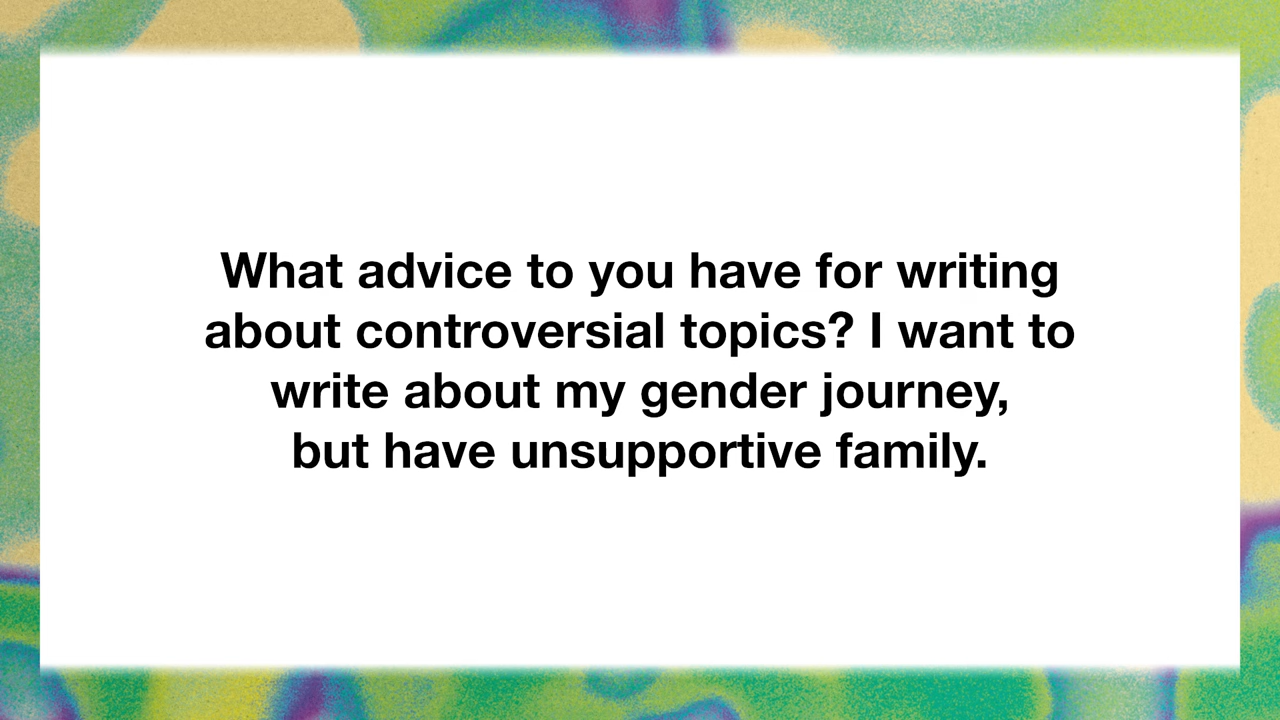 What advice to you have for writing
about controversial topics? I want to
write about my gender journey,
but have unsupportive family.